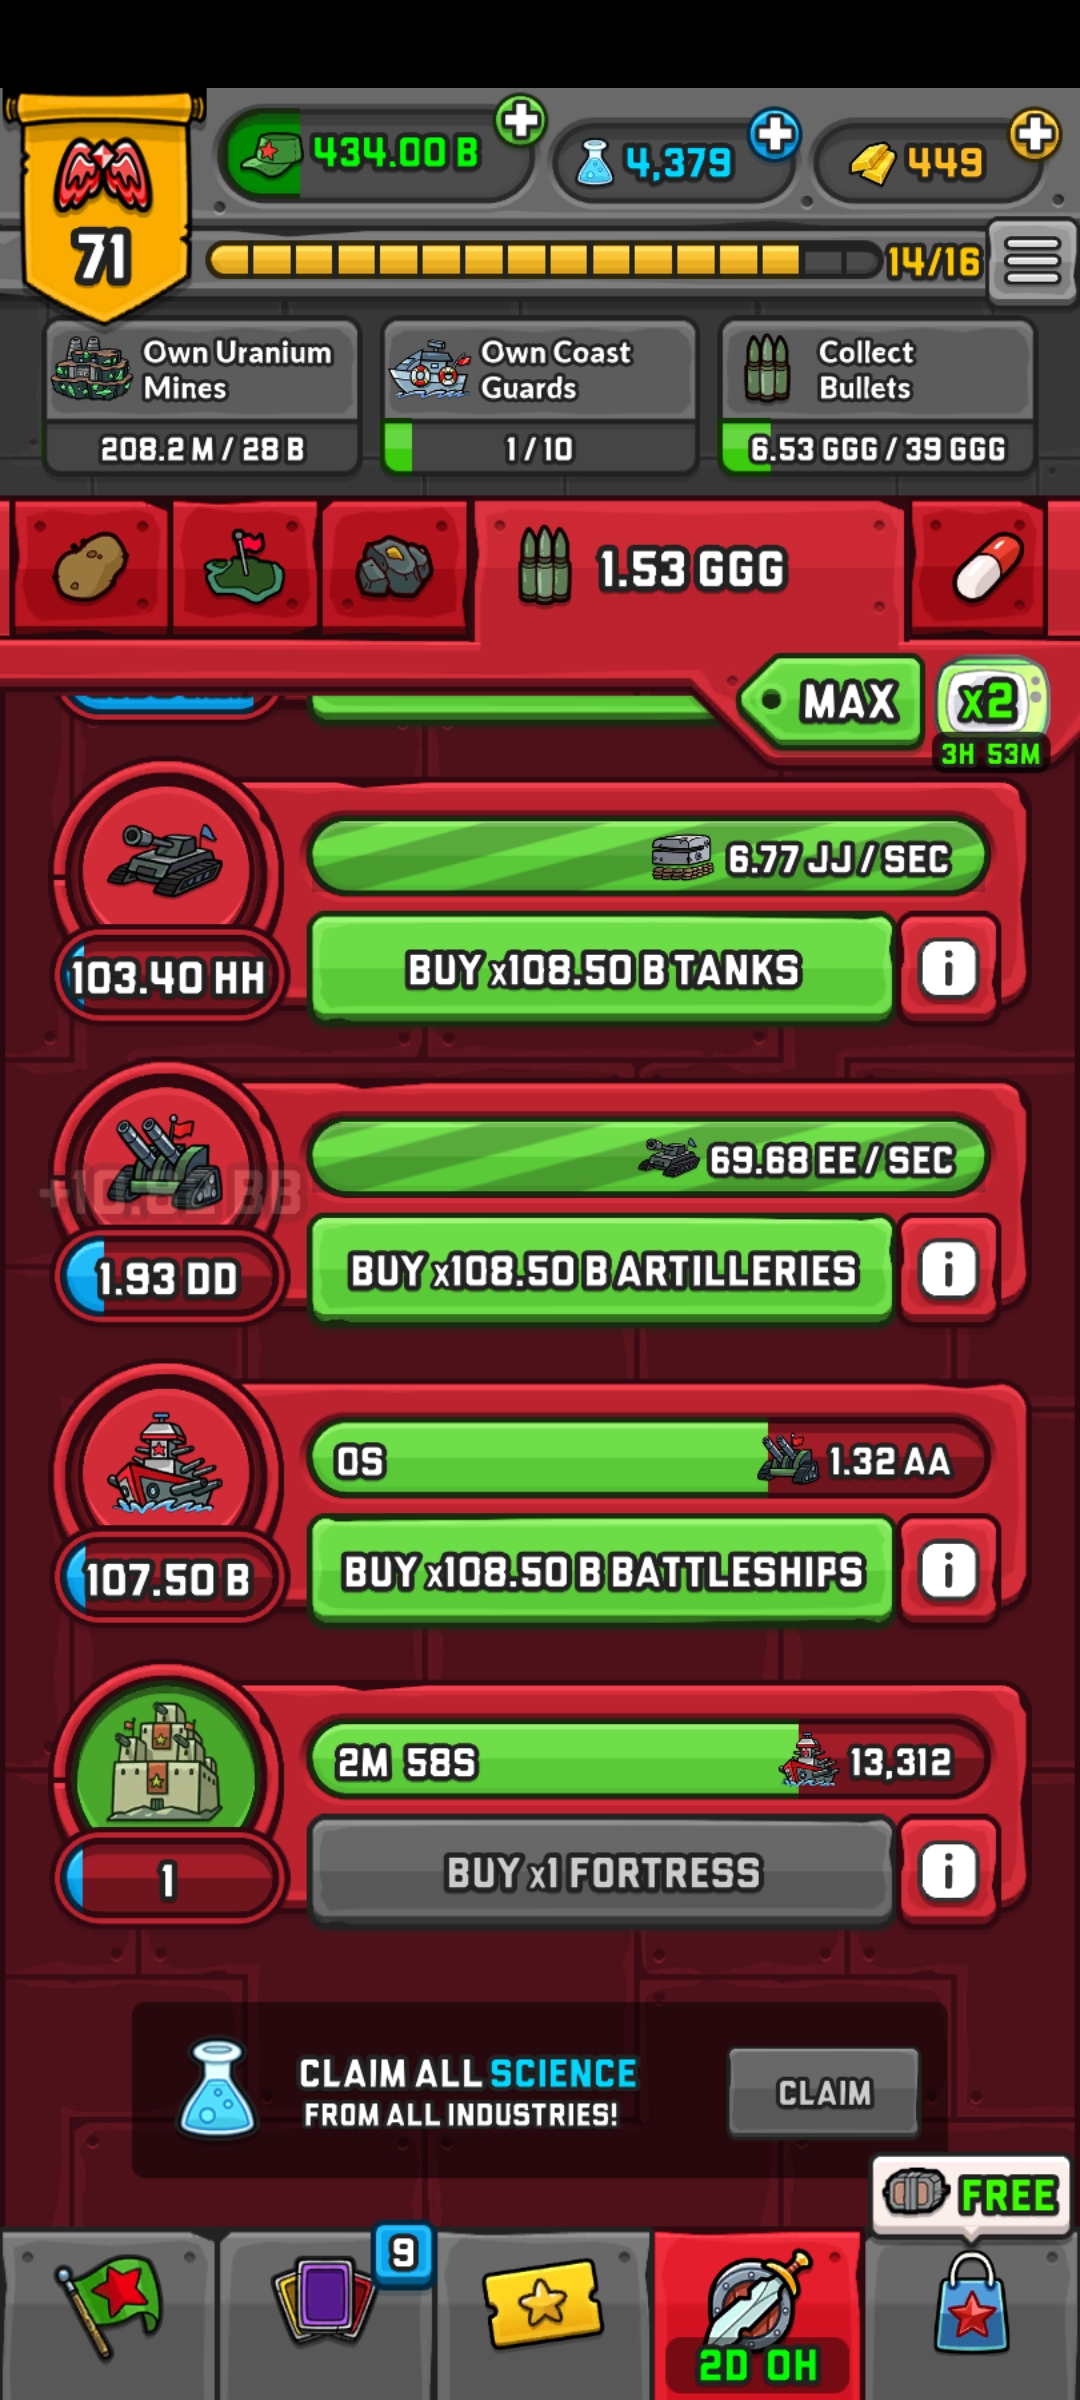 434.00 B
4,379
449
71
14/16
Own Uranium
Mines
208.2 M / 28 B
Own Coast
Guards
1 / 10
Collect
Bullets
6.53 GGG / 39 GGG
1.53 GGG
MAX
x2
3H 53M
6.77 JJ / SEC
103.40 HH
BUY x108.50 B TANKS
i
69.68 EE / SEC
1.93 DD
BUY x108.50 B ARTILLERIES
i
0S
1.32 AA
107.50 B
BUY x108.50 B BATTLESHIPS
i
2M 58S
13,312
1
BUY x1 FORTRESS
i
CLAIM ALL SCIENCE
FROM ALL INDUSTRIES!
CLAIM
FREE
9
2D 0H